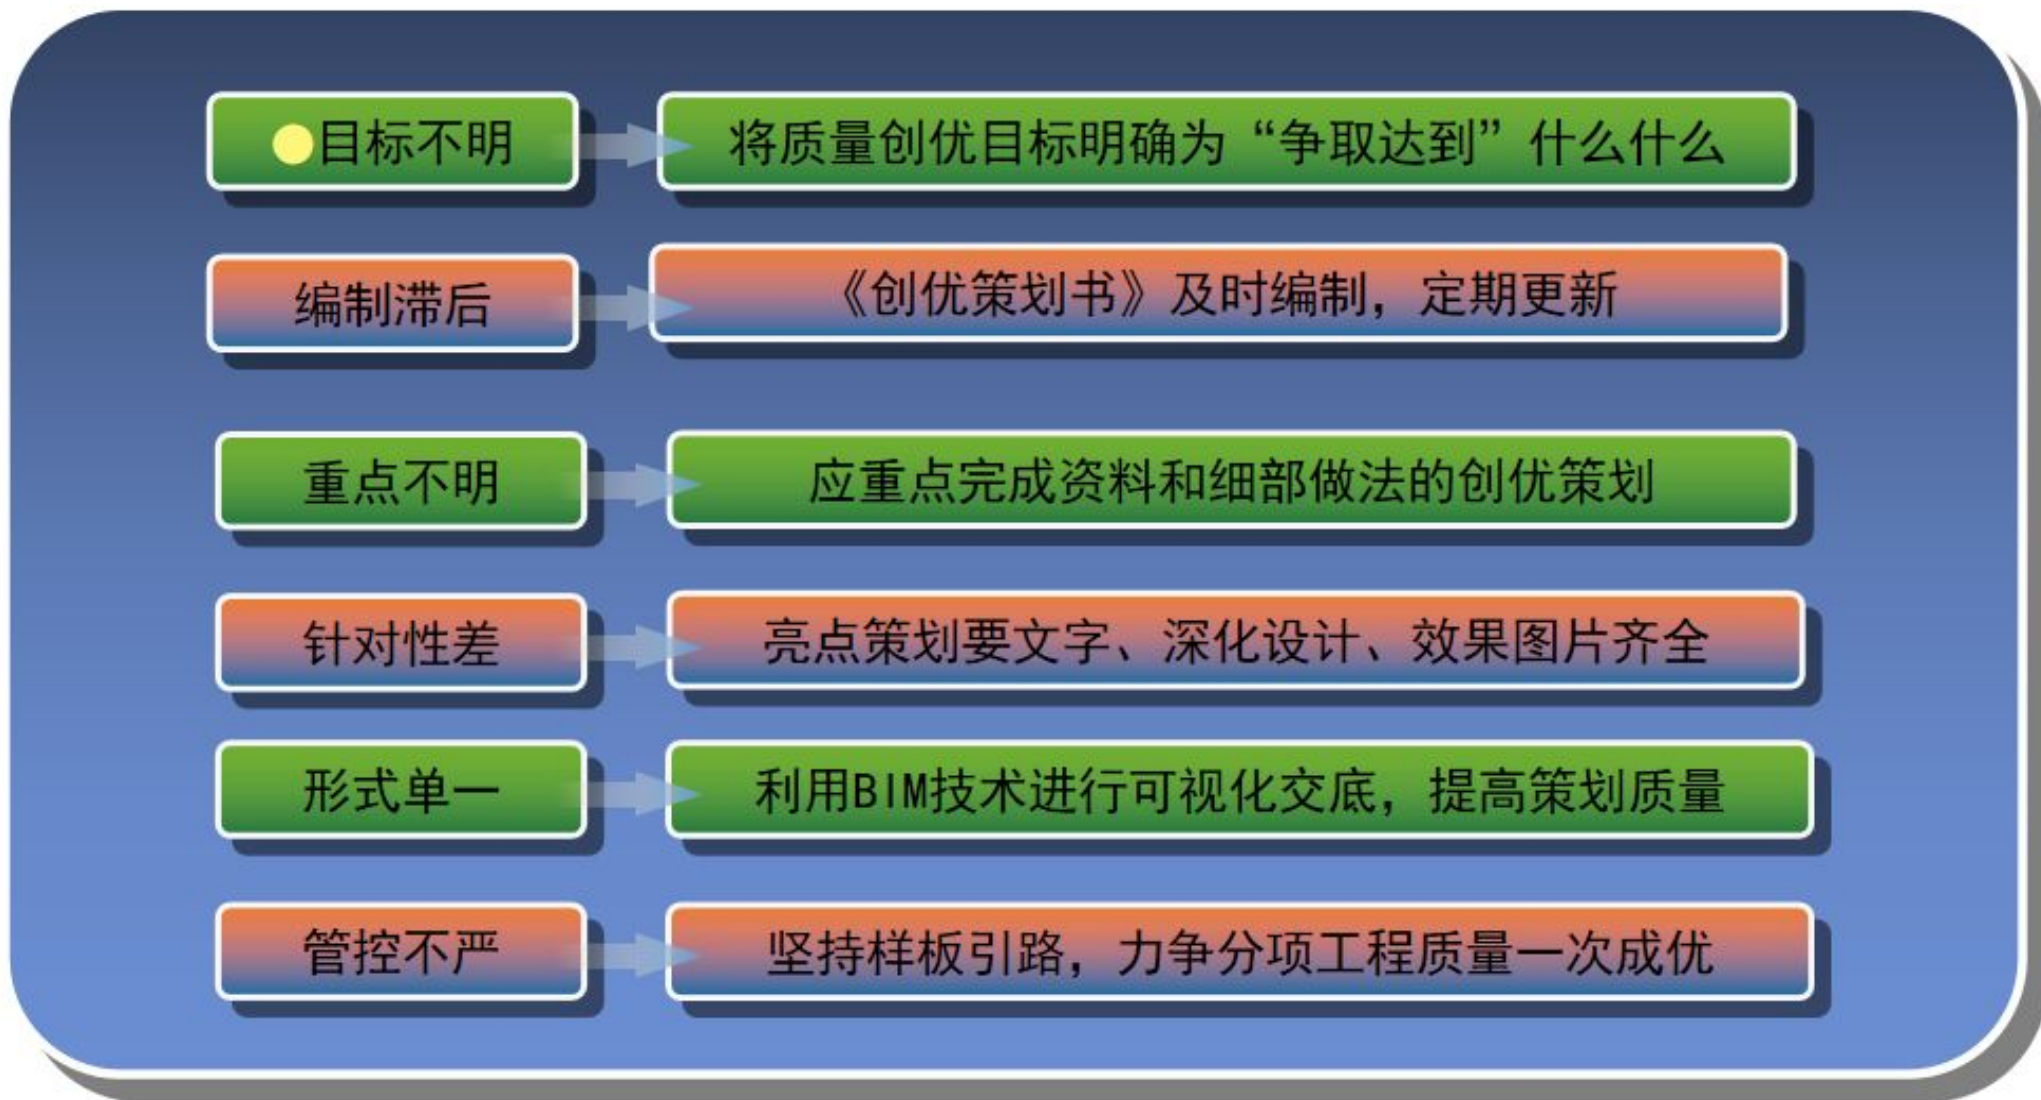 目标不明
将质量创优目标明确为“争取达到”什么什么
编制滞后
《创优策划书》及时编制，定期更新
重点不明
应重点完成资料和细部做法的创优策划
针对性差
亮点策划要文字、深化设计、效果图片齐全
形式单一
利用BIM技术进行可视化交底，提高策划质量
管控不严
坚持样板引路，力争分项工程质量一次成优